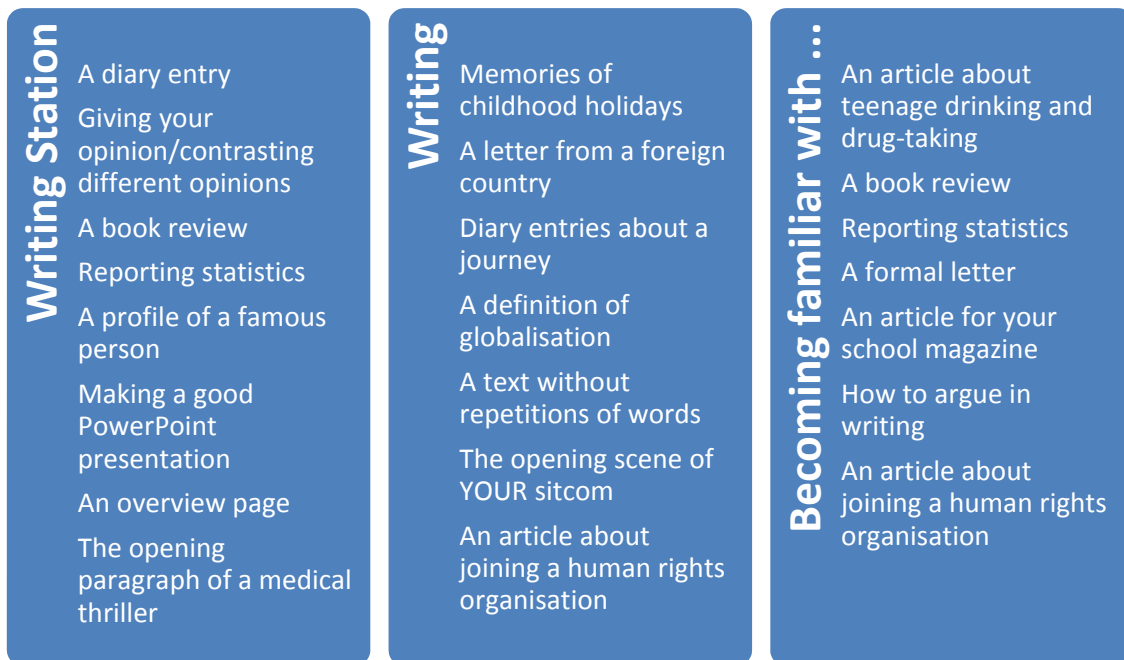 Writing Station
A diary entry
Giving your
opinion/contrasting
different opinions
A book review
Reporting statistics
A profile of a famous
person
Making a good
PowerPoint
presentation
An overview page
The opening
paragraph of a medical
thriller
Writing
Memories of
childhood holidays
A letter from a foreign
country
Diary entries about a
journey
A definition of
globalisation
A text without
repetitions of words
The opening scene of
YOUR sitcom
An article about
joining a human rights
organisation
Becoming familiar with ...
An article about
teenage drinking and
drug-taking
A book review
Reporting statistics
A formal letter
An article for your
school magazine
How to argue in
writing
An article about
joining a human rights
organisation